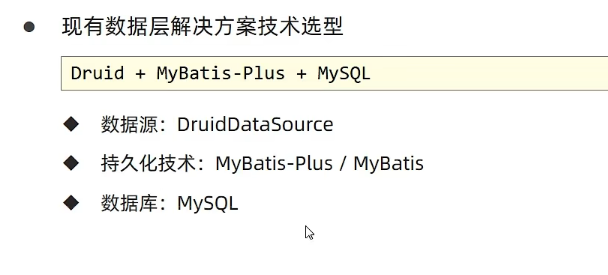 现有数据层解决方案技术选型
Druid + MyBatis-Plus + MySQL
数据源：DruidDataSource
持久化技术：MyBatis-Plus / MyBatis
数据库：MySQL